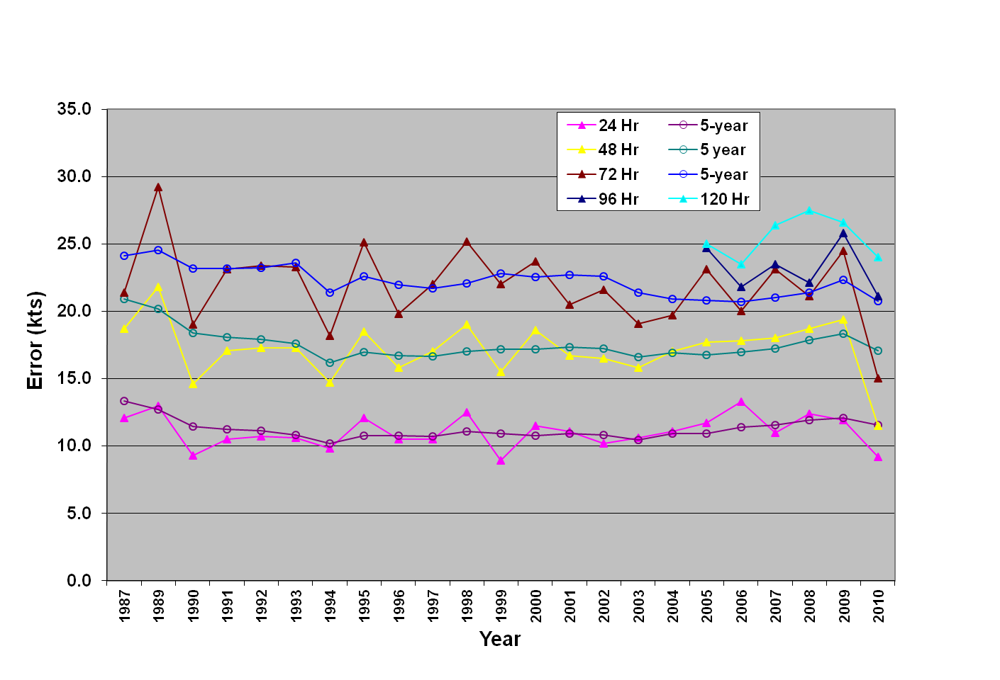 35.0
30.0
25.0
20.0
15.0
10.0
5.0
0.0
Error (kts)
24 Hr 5-year
48 Hr 5 year
72 Hr 5-year
96 Hr 120 Hr
1987 1989 1990 1991 1992 1993 1994 1995 1996 1997 1998 1999 2000 2001 2002 2003 2004 2005 2006 2007 2008 2009 2010
Year